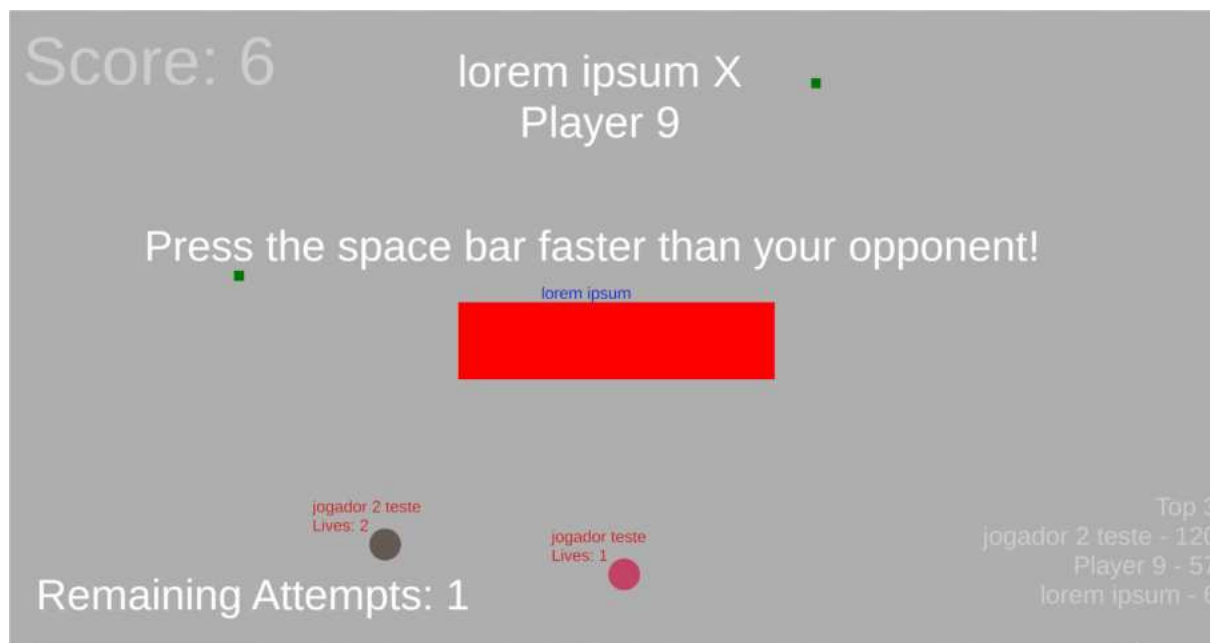 Score: 6
lorem ipsum X
Player 9
Press the space bar faster than your opponent!
lorem ipsum
jogador 2 teste
Lives: 2
jogador teste
Lives: 1
Remaining Attempts: 1
Top 3
jogador 2 teste - 120
Player 9 - 57
lorem ipsum - 6